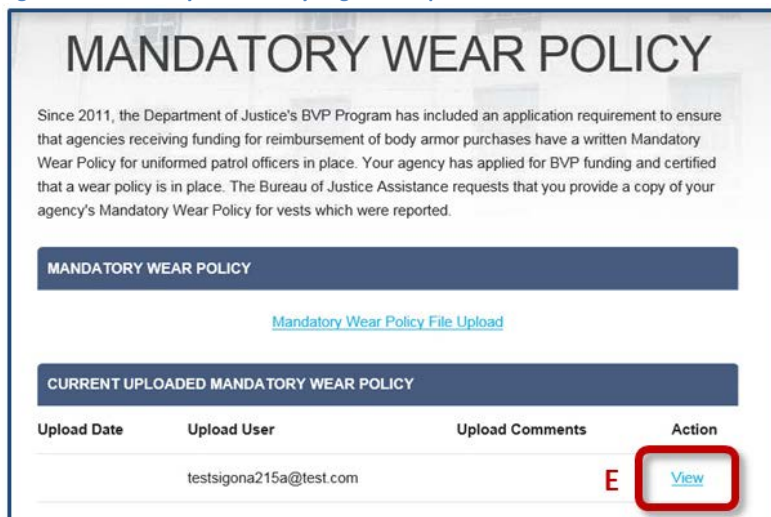 MANDATORY WEAR POLICY
Since 2011, the Department of Justice's BVP Program has included an application requirement to ensure
that agencies receiving funding for reimbursement of body armor purchases have a written Mandatory
Wear Policy for uniformed patrol officers in place. Your agency has applied for BVP funding and certified
that a wear policy is in place. The Bureau of Justice Assistance requests that you provide a copy of your
agency's Mandatory Wear Policy for vests which were reported.
MANDATORY WEAR POLICY
Mandatory Wear Policy File Upload
CURRENT UPLOADED MANDATORY WEAR POLICY
Upload Date Upload User Upload Comments Action
testsigona215a@test.com E View